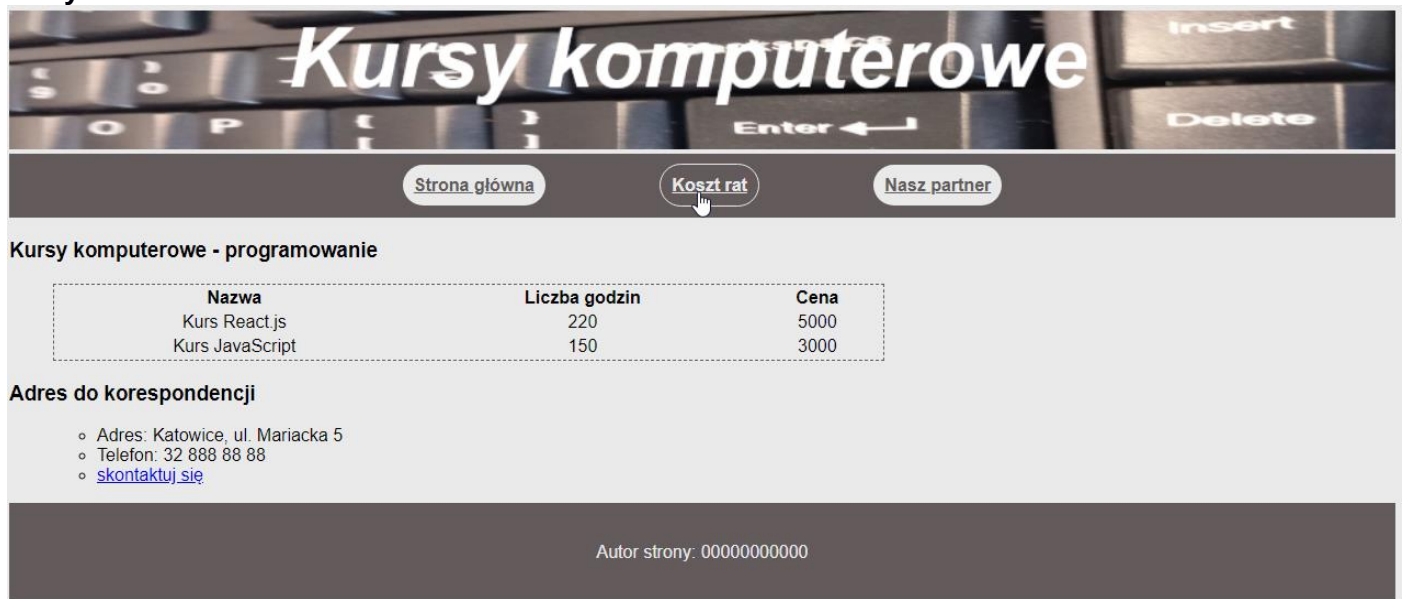 Kursy komputerowe
Insert
Enter
Delete
O P { }
[ ]
Strona główna Koszt rat Nasz partner
Kursy komputerowe - programowanie
Nazwa Liczba godzin Cena
Kurs React.js 220 5000
Kurs JavaScript 150 3000
Adres do korespondencji
Adres: Katowice, ul. Mariacka 5
Telefon: 32 888 88 88
skontaktuj się
Autor strony: 00000000000